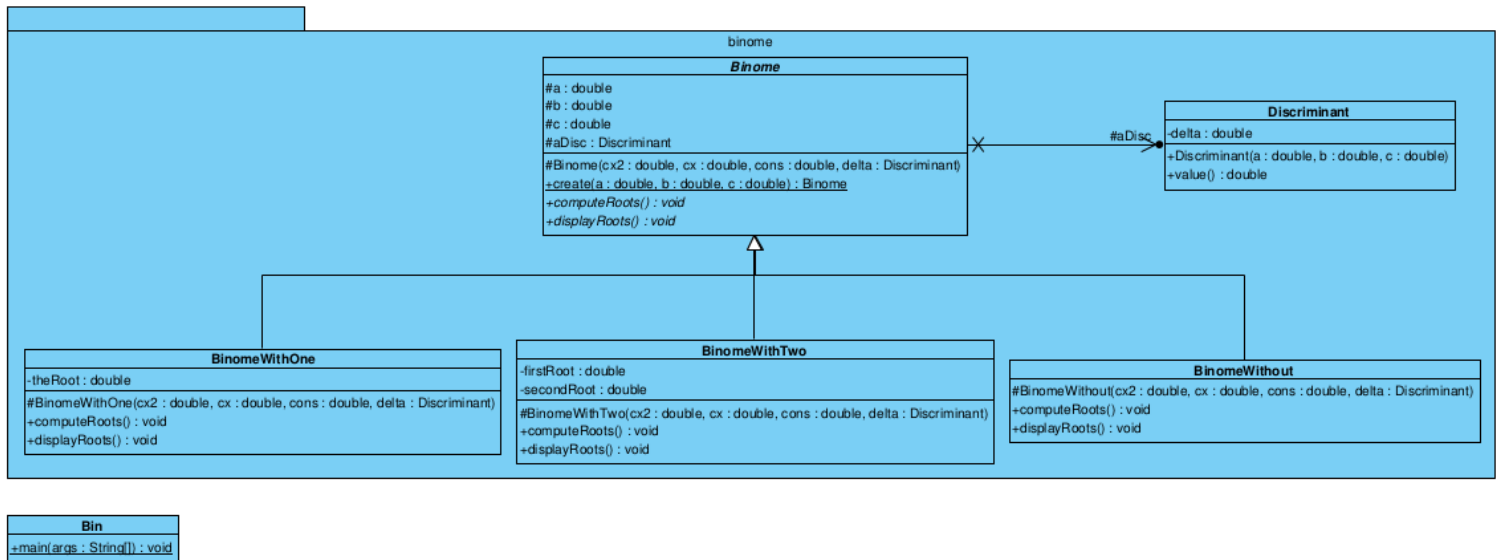 binome
Binome
#a : double
#b : double
#c : double
#aDisc : Discriminant
#Binome(cx2 : double, cx : double, cons : double, delta : Discriminant)
+create(a : double, b : double, c : double) : Binome
+computeRoots() : void
+displayRoots() : void
#aDisc
Discriminant
-delta : double
+Discriminant(a : double, b : double, c : double)
+value() : double
BinomeWithOne
-theRoot : double
#BinomeWithOne(cx2 : double, cx : double, cons : double, delta : Discriminant)
+computeRoots() : void
+displayRoots() : void
BinomeWithTwo
-firstRoot : double
-secondRoot : double
#BinomeWithTwo(cx2 : double, cx : double, cons : double, delta : Discriminant)
+computeRoots() : void
+displayRoots() : void
BinomeWithout
#BinomeWithout(cx2 : double, cx : double, cons : double, delta : Discriminant)
+computeRoots() : void
+displayRoots() : void
Bin
+main(args : String[]) : void